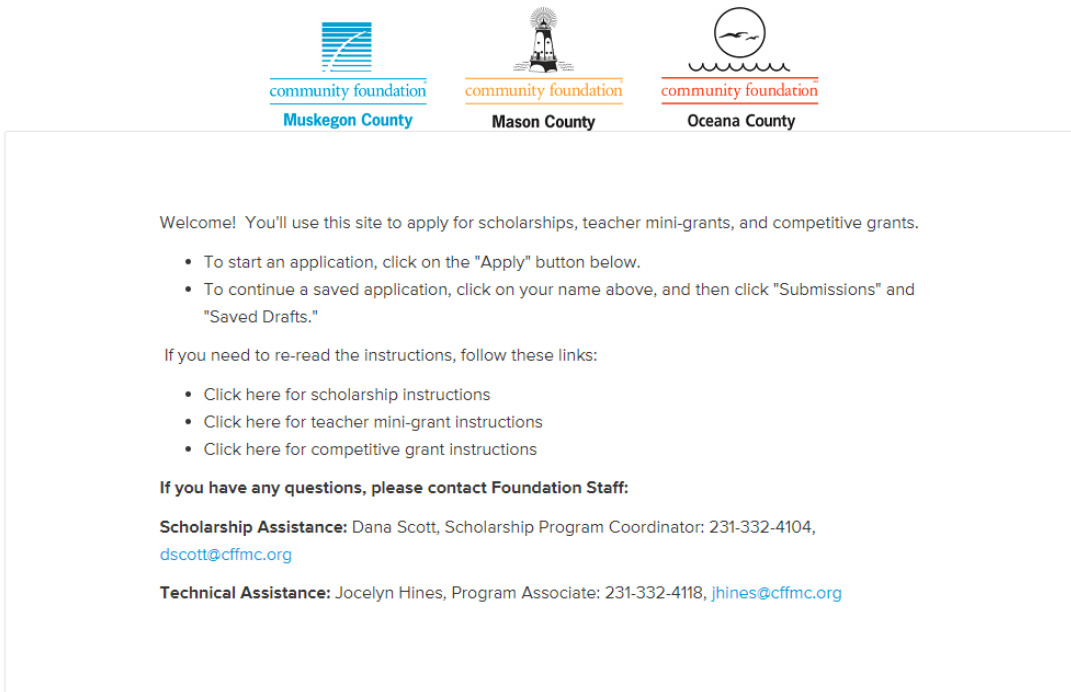 community foundation
Muskegon County
community foundation
Mason County
community foundation
Oceana County
Welcome!  You'll use this site to apply for scholarships, teacher mini-grants, and competitive grants.
• To start an application, click on the "Apply" button below.
• To continue a saved application, click on your name above, and then click "Submissions" and
"Saved Drafts."
If you need to re-read the instructions, follow these links:
• Click here for scholarship instructions
• Click here for teacher mini-grant instructions
• Click here for competitive grant instructions
If you have any questions, please contact Foundation Staff:
Scholarship Assistance: Dana Scott, Scholarship Program Coordinator: 231-332-4104,
dscott@cffmc.org
Technical Assistance: Jocelyn Hines, Program Associate: 231-332-4118, jhines@cffmc.org